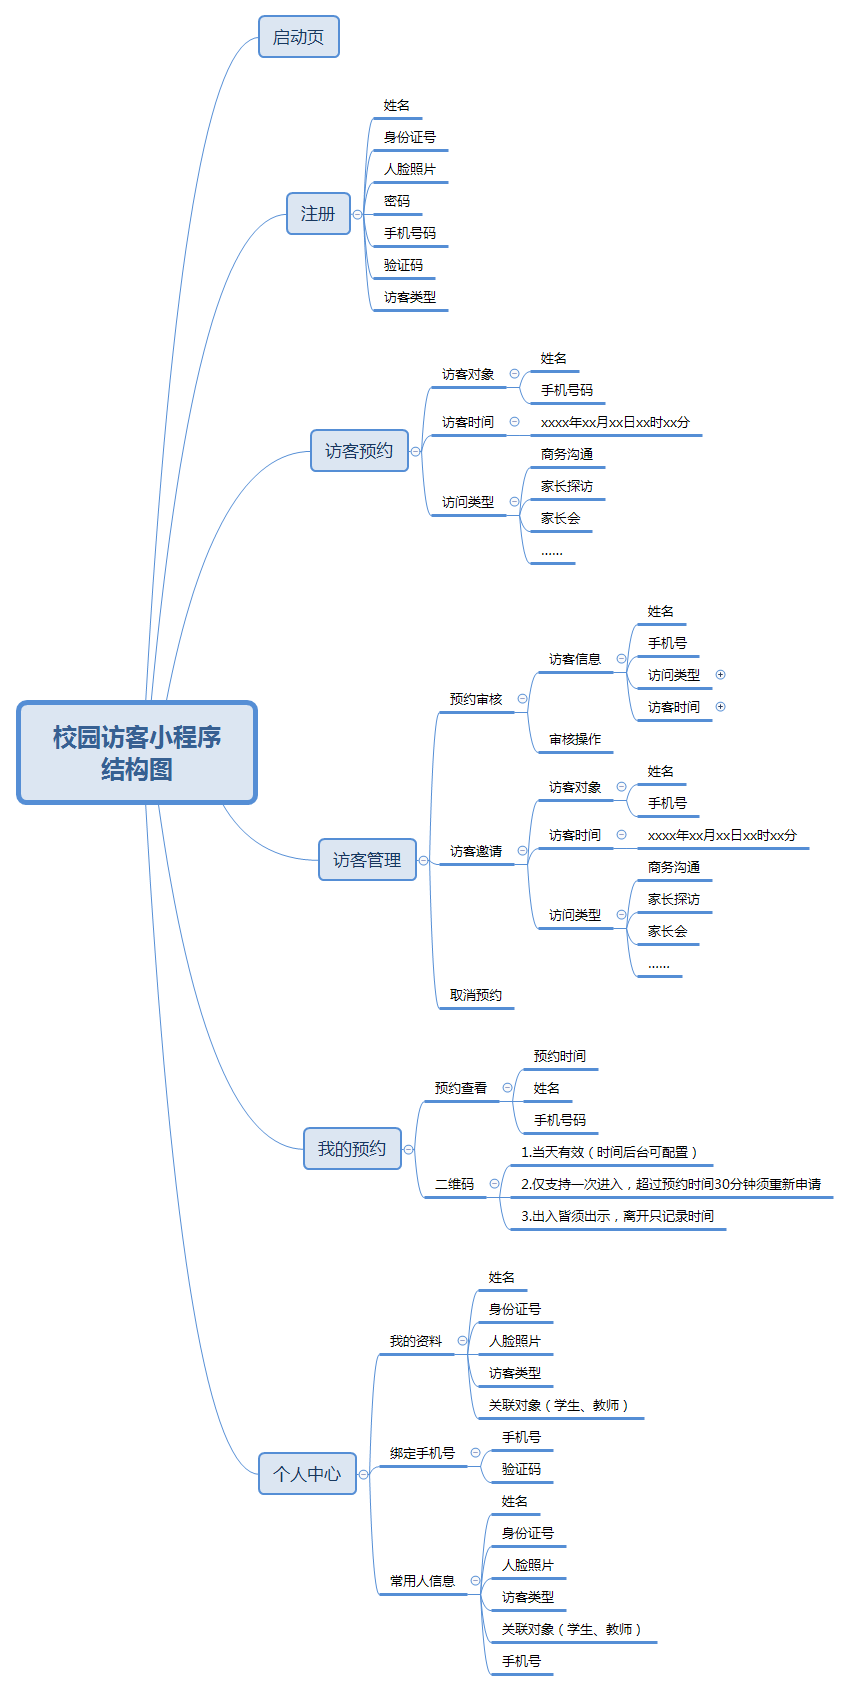 启动页
姓名
身份证号
人脸照片
注册
密码
手机号码
验证码
访客类型
访客对象
姓名
手机号码
访客时间
xxxx年xx月xx日xx时xx分
访客预约
访问类型
商务沟通
家长探访
家长会
......
校园访客小程序
结构图
访客管理
预约审核
访客信息
姓名
手机号
访问类型
访客时间
审核操作
访客邀请
访客对象
姓名
手机号
访客时间
xxxx年xx月xx日xx时xx分
访问类型
商务沟通
家长探访
家长会
......
取消预约
我的预约
预约查看
预约时间
姓名
手机号码
二维码
1.当天有效（时间后台可配置）
2.仅支持一次进入，超过预约时间30分钟须重新申请
3.出入皆须出示，离开只记录时间
个人中心
我的资料
姓名
身份证号
人脸照片
访客类型
关联对象（学生、教师）
绑定手机号
手机号
验证码
常用人信息
姓名
身份证号
人脸照片
访客类型
关联对象（学生、教师）
手机号